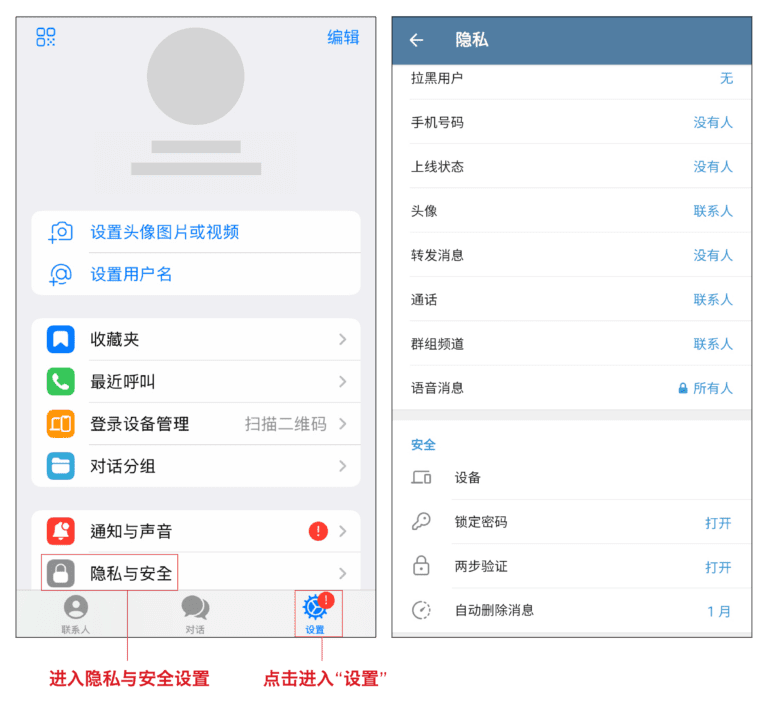 编辑
设置头像图片或视频
设置用户名
收藏夹
最近呼叫
登录设备管理 扫描二维码
对话分组
通知与声音
隐私与安全
联系人 对话 设置
进入隐私与安全设置 点击进入“设置”
隐私
拉黑用户 无
手机号码 没有人
上线状态 没有人
头像 联系人
转发消息 没有人
通话 联系人
群组频道 联系人
语音消息 所有人
安全
设备
锁定密码 打开
两步验证 打开
自动删除消息 1 月